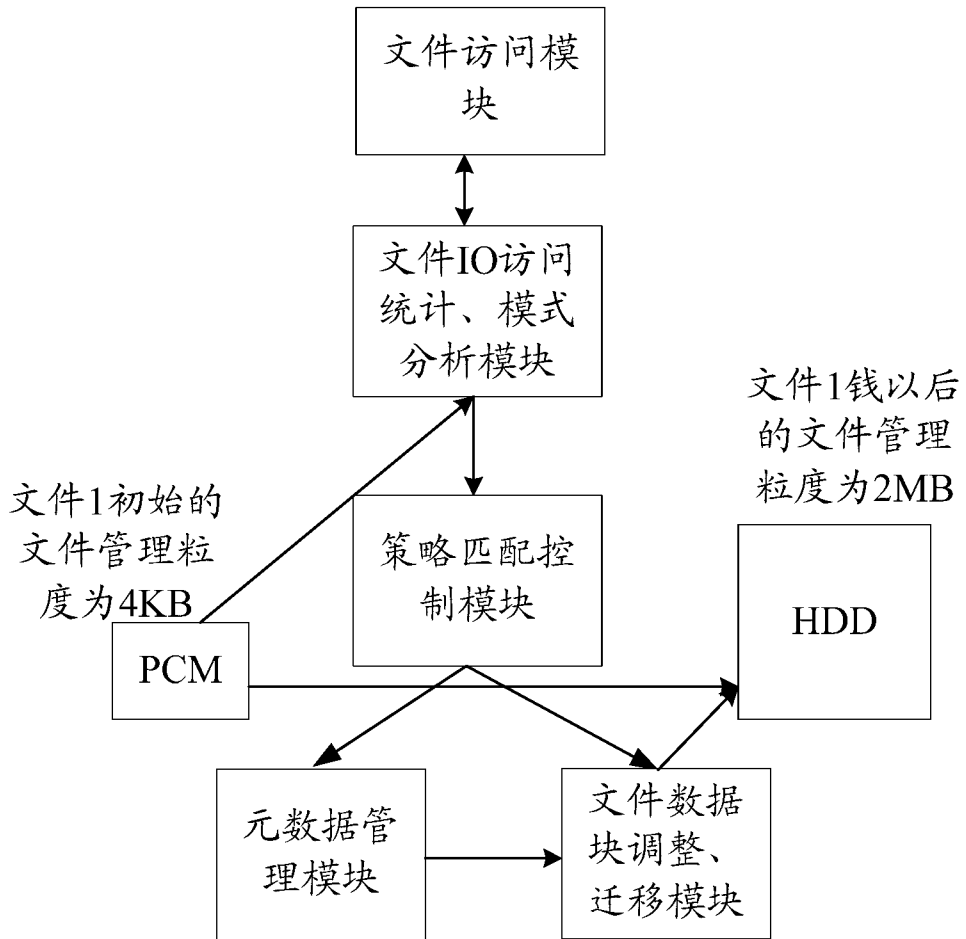 文件访问模
块
文件IO访问
统计、模式
分析模块
文件1钱以后
的文件管理
粒度为2MB
文件1初始的
文件管理粒
度为4KB
策略匹配控
制模块
HDD
PCM
元数据管
理模块
文件数据
块调整、
迁移模块